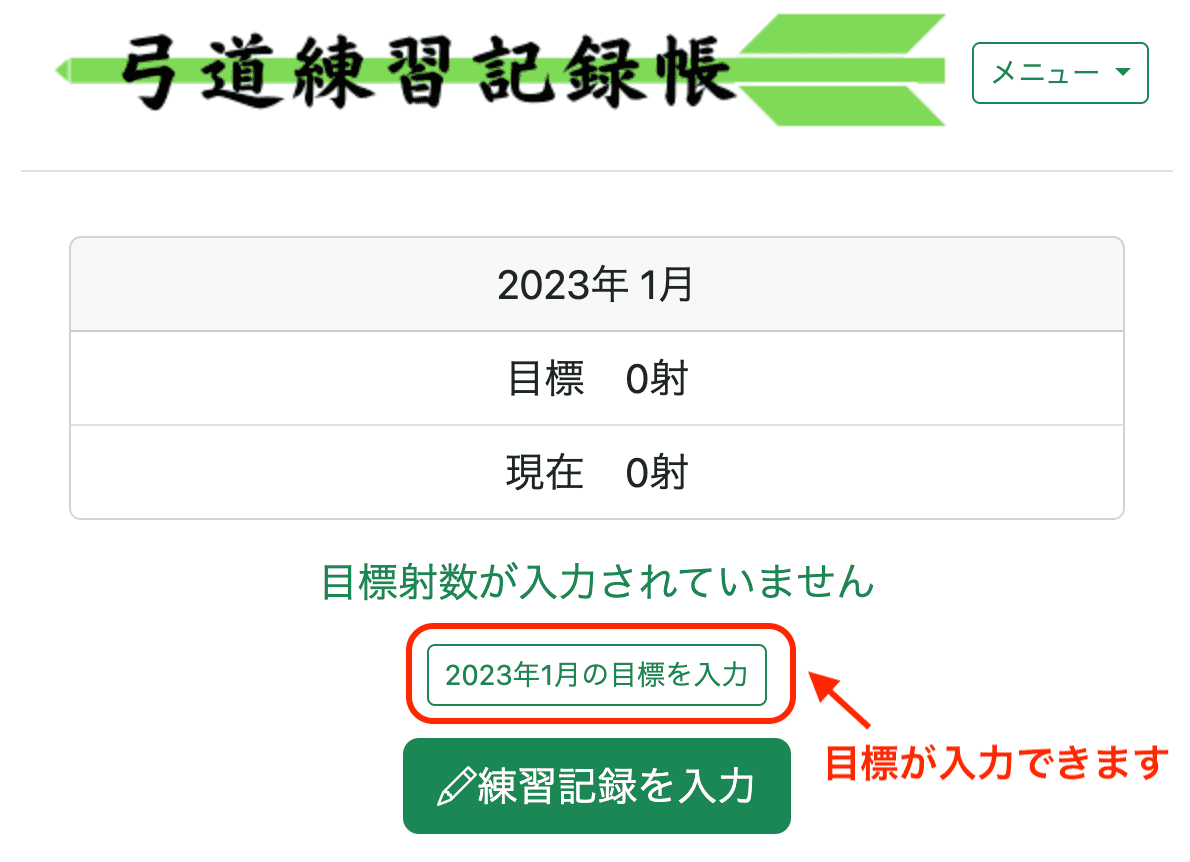 弓道練習記録帳
メニュー
2023年 1月
目標　0射
現在　0射
目標射数が入力されていません
2023年1月の目標を入力
目標が入力できます
練習記録を入力